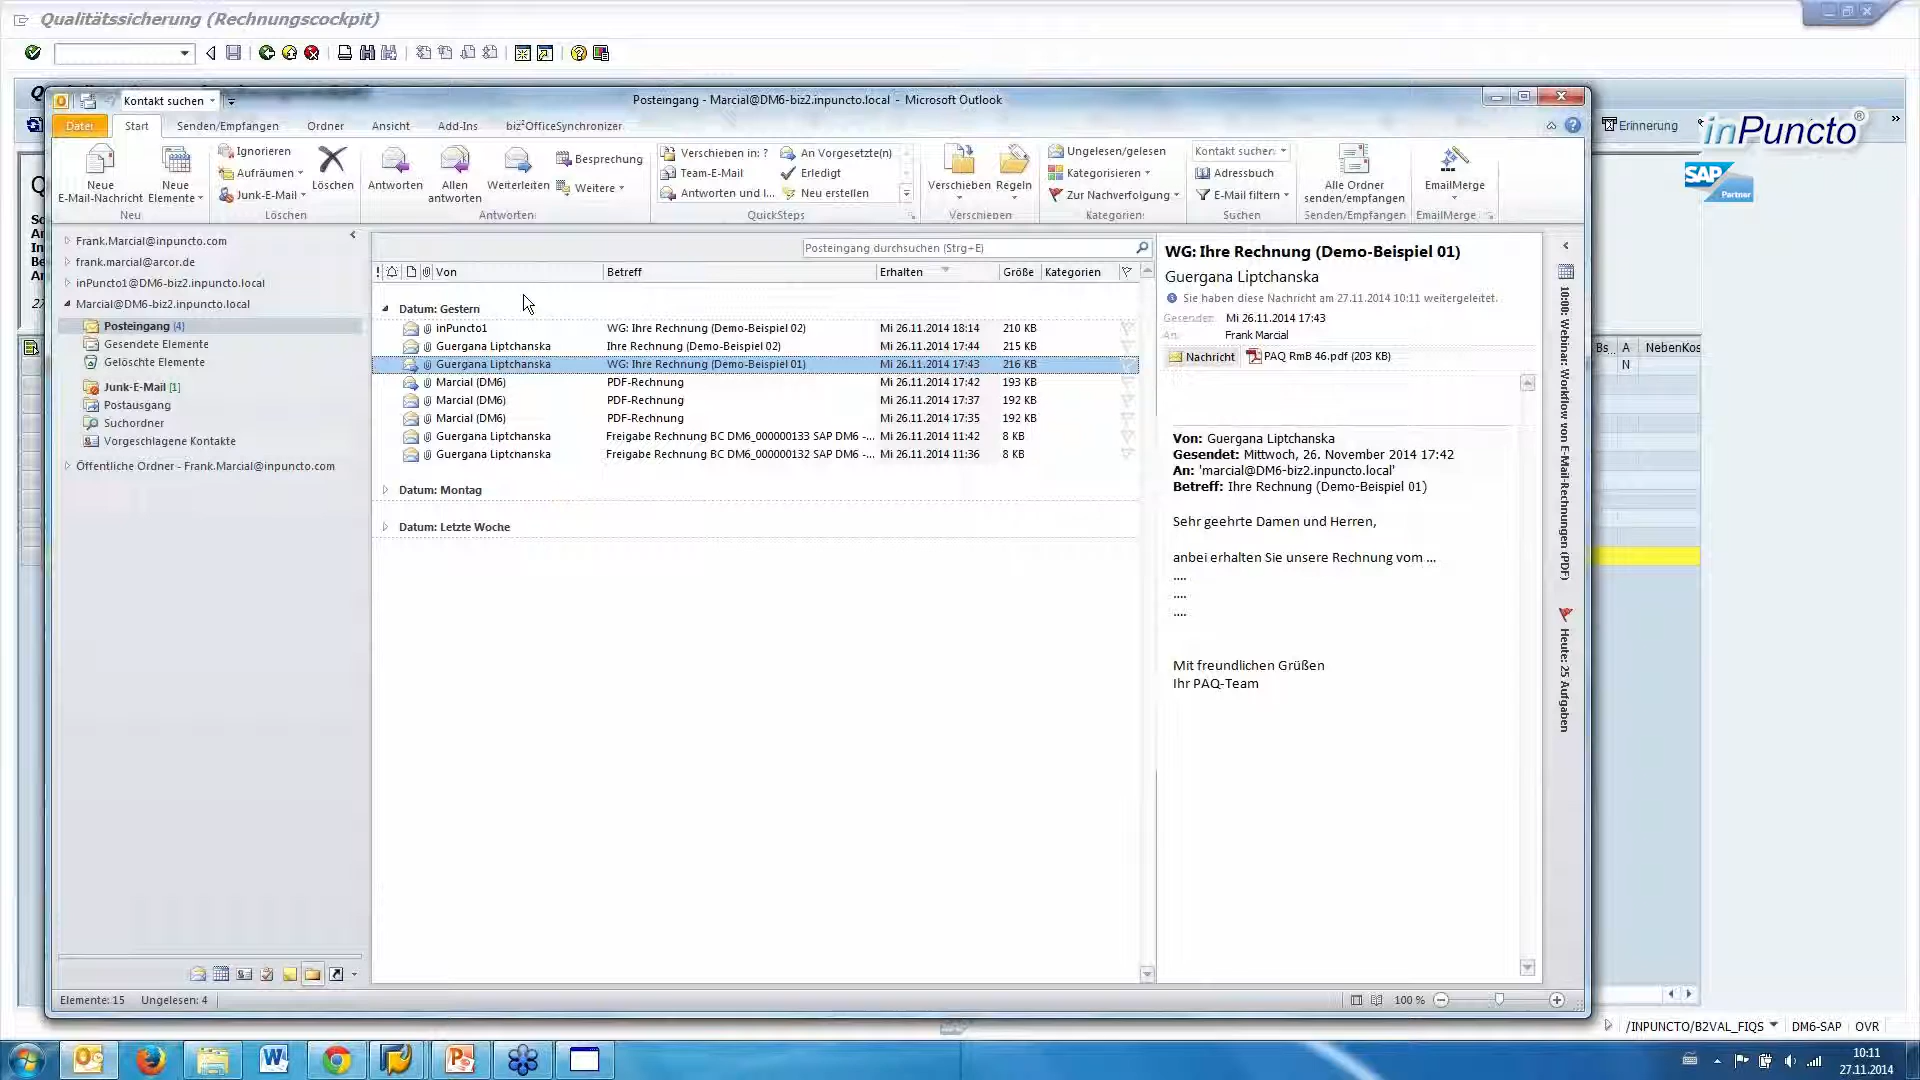 Qualitätssicherung (Rechnungscockpit)
Kontakt suchen
Posteingang - Marcial@DM6-biz2.inpuncto.local - Microsoft Outlook
Datei
Start
Senden/Empfangen
Ordner
Ansicht
Add-Ins
biz²OfficeSynchronizer
Erinnerung
inPuncto®
SAP Partner
Neue
E-Mail-Nachricht
Neue
Elemente
Neu
Ignorieren
Aufräumen
Junk-E-Mail
Löschen
Löschen
Antworten
Allen
antworten
Weiterleiten
Besprechung
Weitere
Antworten
Verschieben in: ?
Team-E-Mail
Antworten und l...
An Vorgesetzte(n)
Erledigt
Neu erstellen
QuickSteps
Verschieben
Regeln
Verschieben
Ungelesen/gelesen
Kategorisieren
Zur Nachverfolgung
Kategorien
Kontakt suchen
Adressbuch
E-Mail filtern
Suchen
Alle Ordner
senden/empfangen
Senden/Empfangen
EmailMerge
EmailMerge
Frank.Marcial@inpuncto.com
frank.marcial@arcor.de
inPuncto1@DM6-biz2.inpuncto.local
Marcial@DM6-biz2.inpuncto.local
Posteingang (4)
Gesendete Elemente
Gelöschte Elemente
Junk-E-Mail [1]
Postausgang
Suchordner
Vorgeschlagene Kontakte
Öffentliche Ordner - Frank.Marcial@inpuncto.com
Posteingang durchsuchen (Strg+E)
Von Betreff Erhalten Größe Kategorien
Datum: Gestern
inPuncto1 WG: Ihre Rechnung (Demo-Beispiel 02) Mi 26.11.2014 18:14 210 KB
Guergana Liptchanska Ihre Rechnung (Demo-Beispiel 02) Mi 26.11.2014 17:44 215 KB
Guergana Liptchanska WG: Ihre Rechnung (Demo-Beispiel 01) Mi 26.11.2014 17:43 216 KB
Marcial (DM6) PDF-Rechnung Mi 26.11.2014 17:42 193 KB
Marcial (DM6) PDF-Rechnung Mi 26.11.2014 17:37 192 KB
Marcial (DM6) PDF-Rechnung Mi 26.11.2014 17:35 192 KB
Guergana Liptchanska Freigabe Rechnung BC DM6_000000133 SAP DM6 -... Mi 26.11.2014 11:42 8 KB
Guergana Liptchanska Freigabe Rechnung BC DM6_000000132 SAP DM6 -... Mi 26.11.2014 11:36 8 KB
Datum: Montag
Datum: Letzte Woche
WG: Ihre Rechnung (Demo-Beispiel 01)
Guergana Liptchanska
Sie haben diese Nachricht am 27.11.2014 10:11 weitergeleitet.
Gesendet: Mi 26.11.2014 17:43
An: Frank Marcial
Nachricht PAQ RmB 46.pdf (203 KB)
Von: Guergana Liptchanska
Gesendet: Mittwoch, 26. November 2014 17:42
An: 'marcial@DM6-biz2.inpuncto.local'
Betreff: Ihre Rechnung (Demo-Beispiel 01)
Sehr geehrte Damen und Herren,
anbei erhalten Sie unsere Rechnung vom ...
....
....
....
Mit freundlichen Grüßen
Ihr PAQ-Team
10:00: Webinar: Workflow von E-Mail-Rechnungen (PDF)
Heute: 25 Aufgaben
Bs.. A NebenKos
N
Elemente: 15 Ungelesen: 4
100 %
/INPUNCTO/B2VAL_FIQS DM6-SAP OVR
10:11
27.11.2014